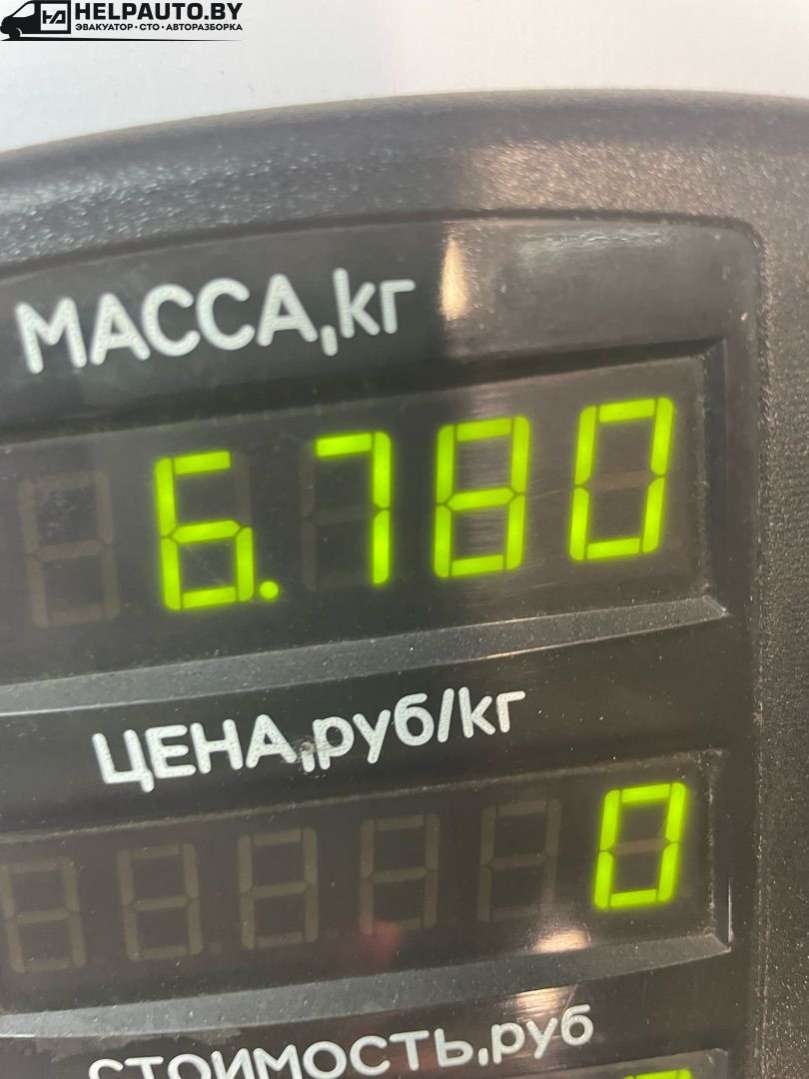 HELPAUTO.BY
ЭВАКУАТОР • СТО • АВТОРАЗБОРКА
МАССА,кг
6.780
ЦЕНА,руб/кг
0
СТОИМОСТЬ,руб